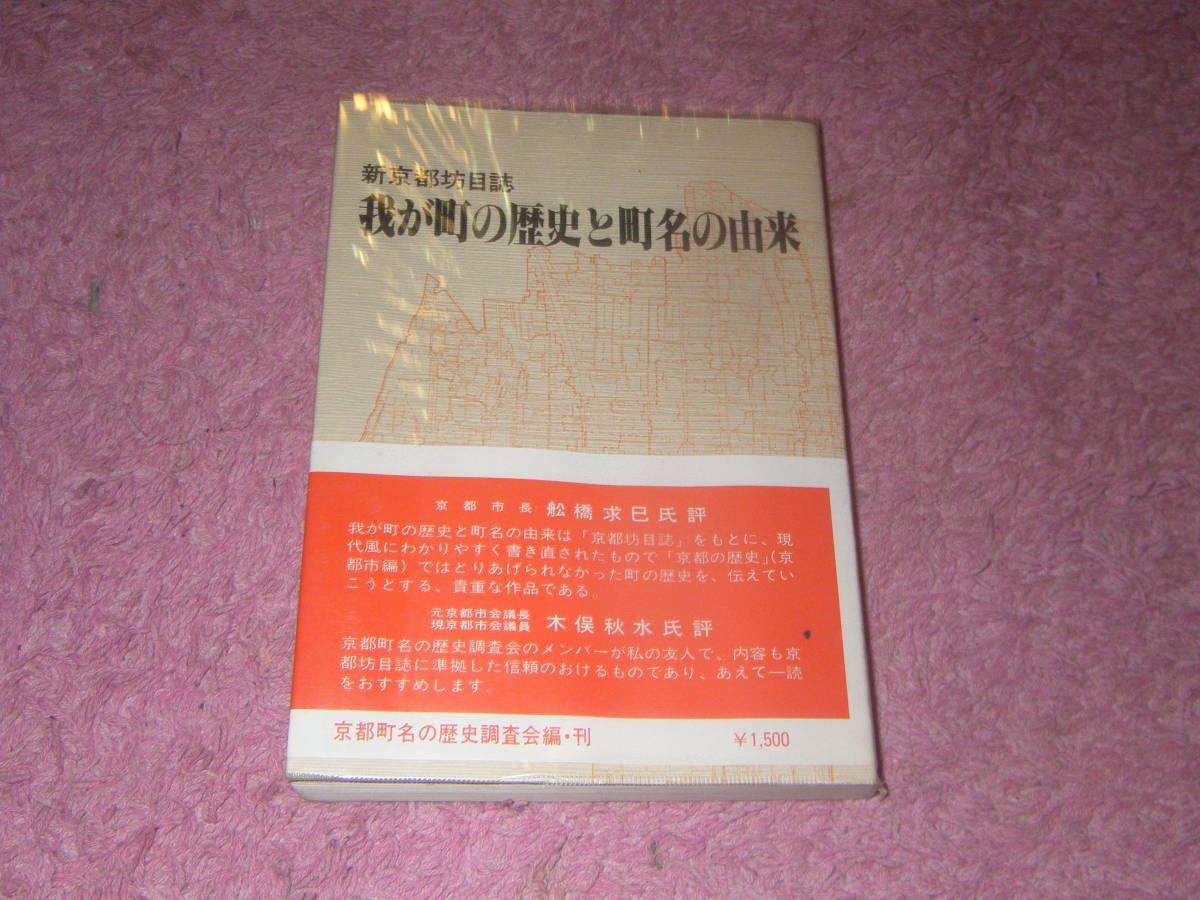 新京都坊目誌
我が町の歴史と町名の由来
京都市長 舩橋求巳氏評
我が町の歴史と町名の由来は「京都坊目誌」をもとに、現
代風にわかりやすく書き直されたもので「京都の歴史」(京
都市編)ではとりあげられなかった町の歴史を、伝えてい
こうとする、貴重な作品である。
元京都市会議長
現京都市会議員 木俣秋水氏評
京都町名の歴史調査会のメンバーが私の友人で、内容も京
都坊目誌に準拠した信頼のおけるものであり、あえて一読
をおすすめします。
京都町名の歴史調査会編・刊 ¥1,500